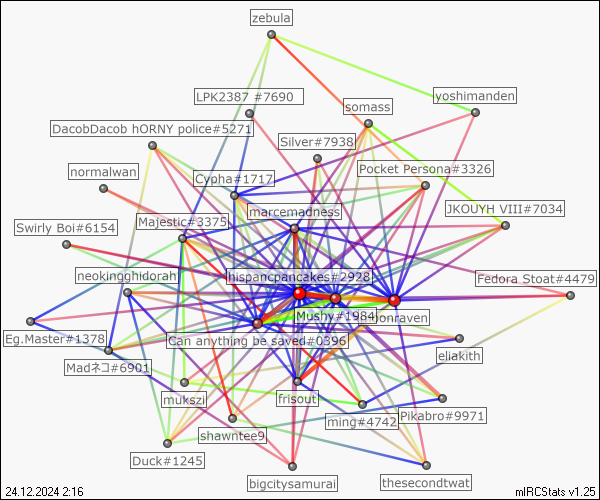 zebula
LPK2387 #7690
yoshimanden
somass
DacobDacob hORNY police#5271
Silver#7938
Pocket Persona#3326
normalwan
Cypha#1717
marcemadness
JKOUYH VIII#7034
Majestic#3375
Swirly Boi#6154
neokingghidorah
hispancpancakes#2928
Fedora Stoat#4479
Mushy#1984
jonraven
Eg.Master#1378
Can anything be saved#0396
eliakith
Madネコ#6901
mukszi
frisout
Pikabro#9971
ming#4742
shawntee9
Duck#1245
bigcitysamurai
thesecondtwat
24.12.2024 2:16
mIRCStats v1.25